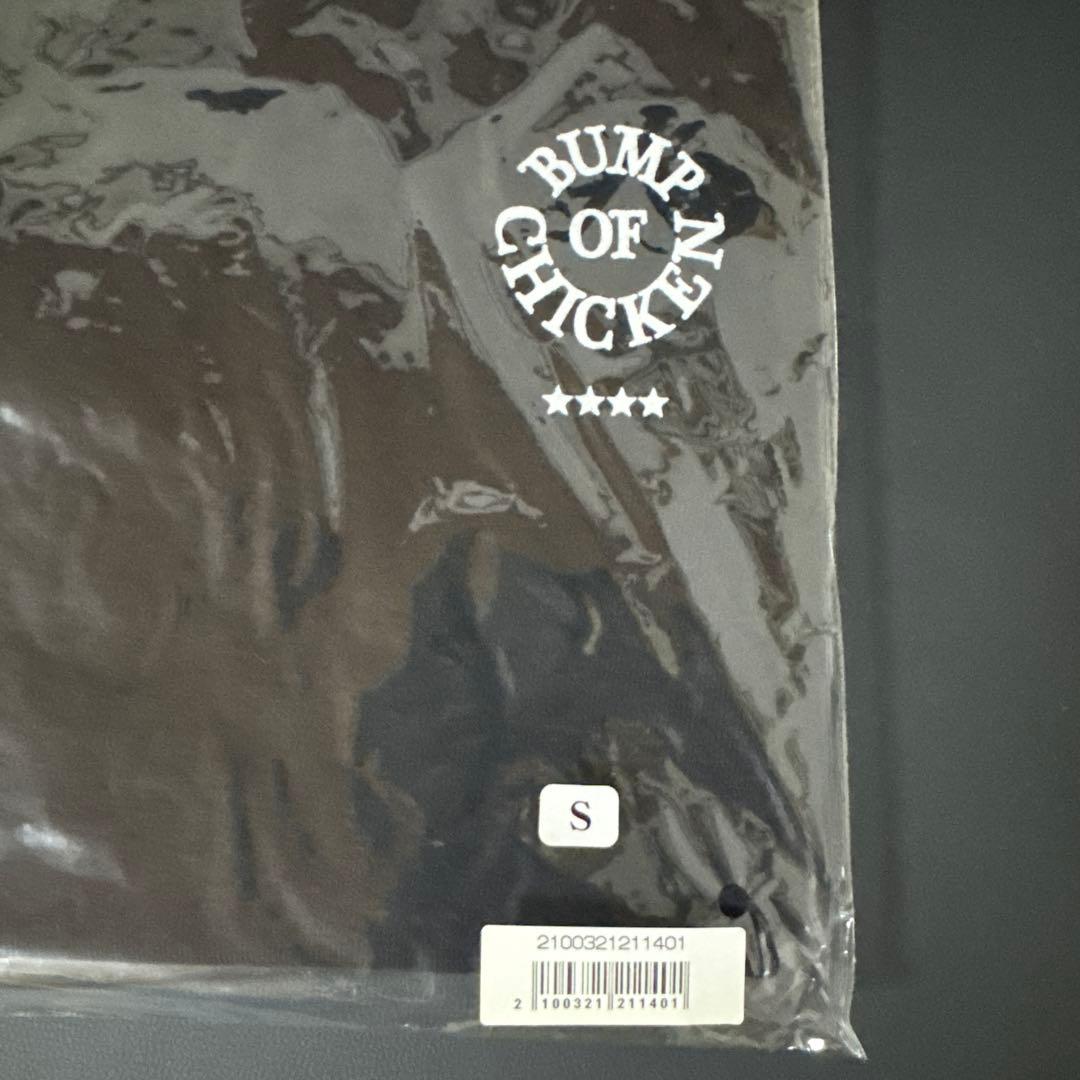 BUMP
OF
CHICKEN
★★★★
S
2100321211401
2 100321 211401